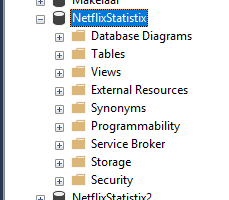 Makelaar
NetflixStatistix
Database Diagrams
Tables
Views
External Resources
Synonyms
Programmability
Service Broker
Storage
Security
NetflixStatistix2